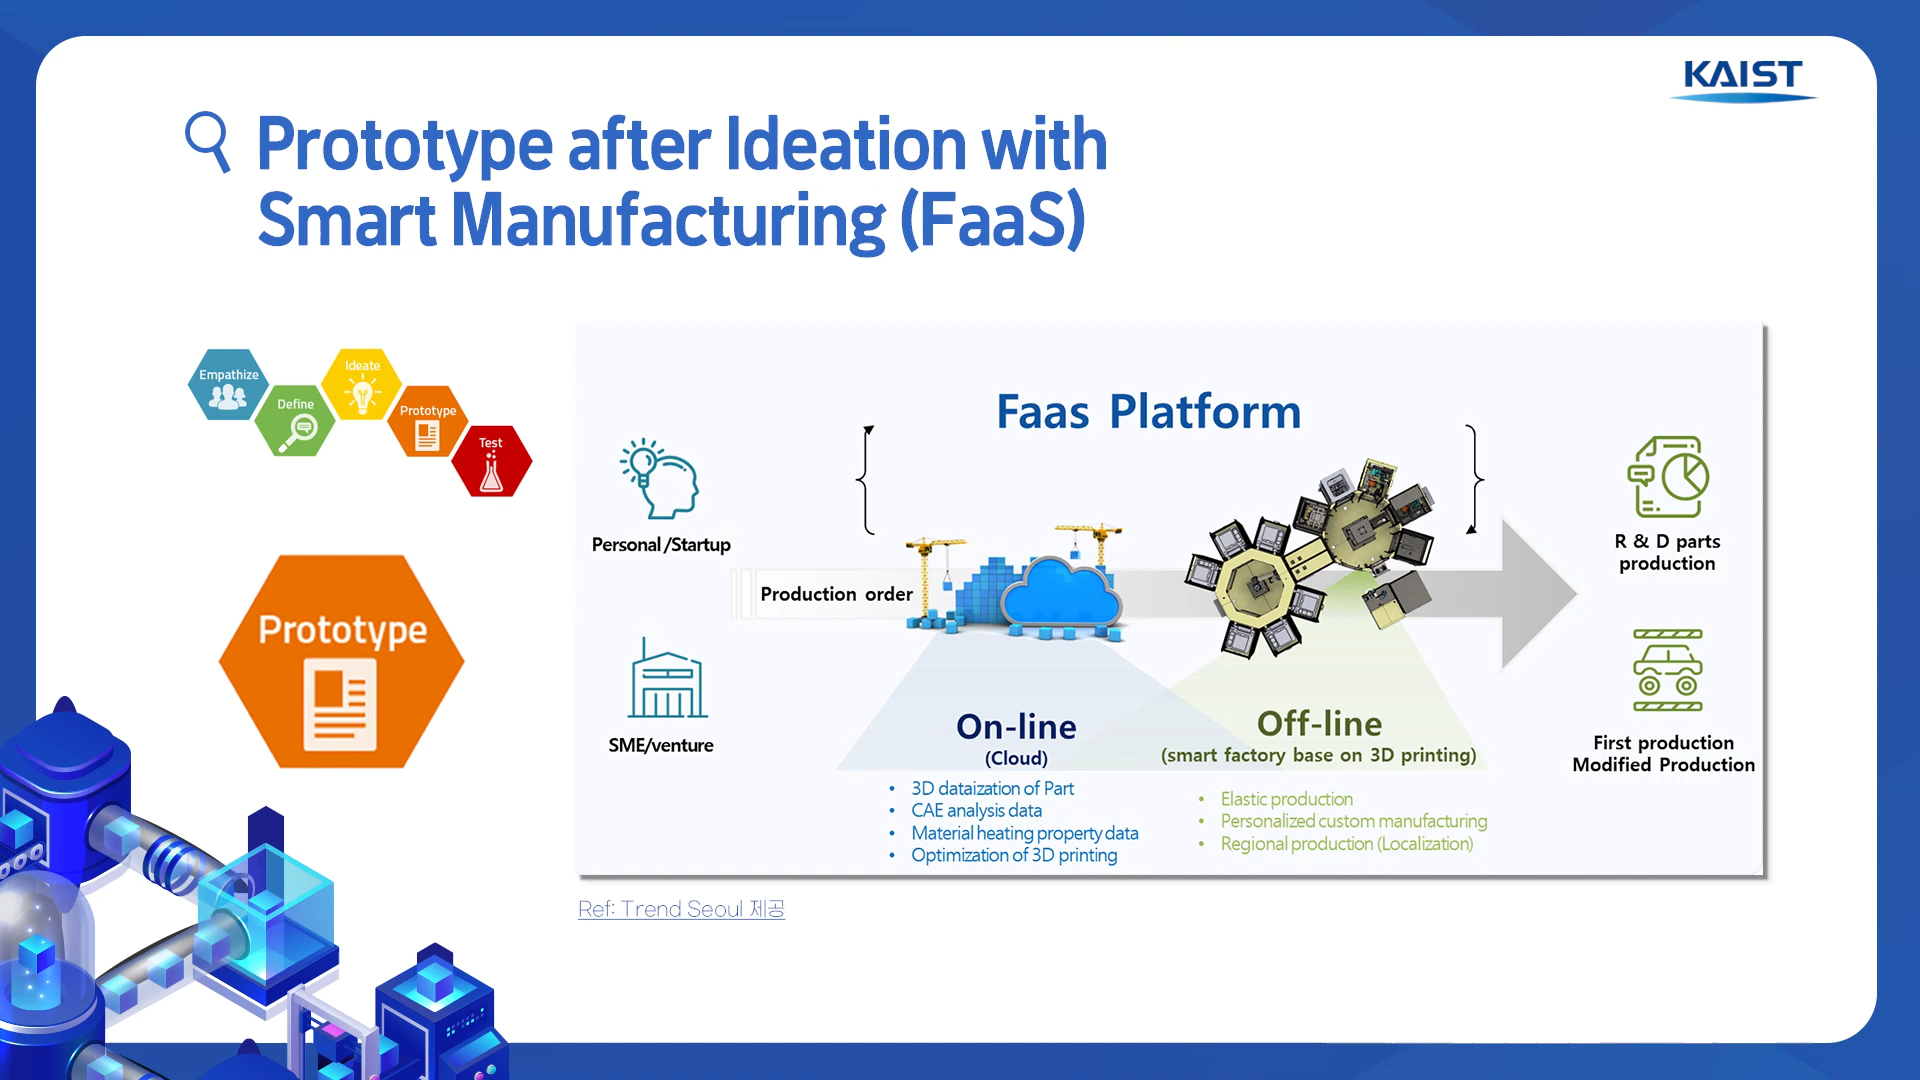 KAIST
Prototype after Ideation with
Smart Manufacturing (FaaS)
Empathize
Define
Ideate
Prototype
Test
Prototype
Faas Platform
Personal /Startup
SME/venture
Production order
On-line
(Cloud)
• 3D dataization of Part
• CAE analysis data
• Material heating property data
• Optimization of 3D printing
Off-line
(smart factory base on 3D printing)
• Elastic production
• Personalized custom manufacturing
• Regional production (Localization)
R & D parts
production
First production
Modified Production
Ref: Trend Seoul 제공